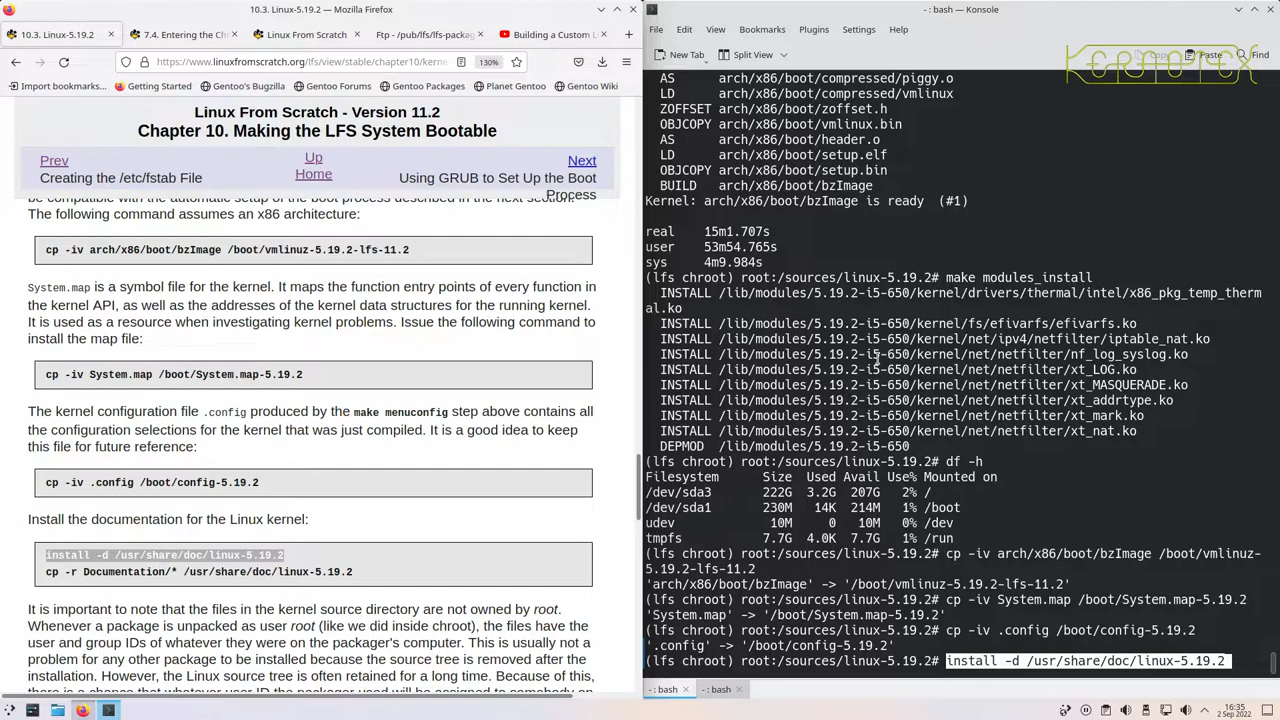 10.3. Linux-5.19.2 — Mozilla Firefox
10.3. Linux-5.19.2
7.4. Entering the Ch
Linux From Scratch
Ftp - /pub/lfs/lfs-package
Building a Custom L
https://www.linuxfromscratch.org/lfs/view/stable/chapter10/kerne
Import bookmarks...
Getting Started
Gentoo's Bugzilla
Gentoo Forums
Gentoo Packages
Planet Gentoo
Gentoo Wiki
Linux From Scratch - Version 11.2
Chapter 10. Making the LFS System Bootable
Prev
Up
Next
Creating the /etc/fstab File
Home
Using GRUB to Set Up the Boot
Process
be compatible with the automatic setup of the boot process described in the next section.
The following command assumes an x86 architecture:
cp -iv arch/x86/boot/bzImage /boot/vmlinuz-5.19.2-lfs-11.2
System.map is a symbol file for the kernel. It maps the function entry points of every function in
the kernel API, as well as the addresses of the kernel data structures for the running kernel.
It is used as a resource when investigating kernel problems. Issue the following command to
install the map file:
cp -iv System.map /boot/System.map-5.19.2
The kernel configuration file .config produced by the make menuconfig step above contains all
the configuration selections for the kernel that was just compiled. It is a good idea to keep
this file for future reference:
cp -iv .config /boot/config-5.19.2
Install the documentation for the Linux kernel:
install -d /usr/share/doc/linux-5.19.2
cp -r Documentation/* /usr/share/doc/linux-5.19.2
It is important to note that the files in the kernel source directory are not owned by root.
Whenever a package is unpacked as user root (like we did inside chroot), the files have the
user and group IDs of whatever they were on the packager's computer. This is usually not a
problem for any other package to be installed because the source tree is removed after the
installation. However, the Linux source tree is often retained for a long time. Because of this,
there is a chance that whatever user ID the packager used will be assigned to somebody on
- : bash — Konsole
File Edit View Bookmarks Plugins Settings Help
New Tab
Split View
Paste
Find
KERNOTEX
AS      arch/x86/boot/compressed/piggy.o
LD      arch/x86/boot/compressed/vmlinux
ZOFFSET arch/x86/boot/zoffset.h
OBJCOPY arch/x86/boot/vmlinux.bin
AS      arch/x86/boot/header.o
LD      arch/x86/boot/setup.elf
OBJCOPY arch/x86/boot/setup.bin
BUILD   arch/x86/boot/bzImage
Kernel: arch/x86/boot/bzImage is ready  (#1)
real    15m1.707s
user    53m54.765s
sys     4m9.984s
(lfs chroot) root:/sources/linux-5.19.2# make modules_install
INSTALL /lib/modules/5.19.2-i5-650/kernel/drivers/thermal/intel/x86_pkg_temp_therm
al.ko
INSTALL /lib/modules/5.19.2-i5-650/kernel/fs/efivarfs/efivarfs.ko
INSTALL /lib/modules/5.19.2-i5-650/kernel/net/ipv4/netfilter/iptable_nat.ko
INSTALL /lib/modules/5.19.2-i5-650/kernel/net/netfilter/nf_log_syslog.ko
INSTALL /lib/modules/5.19.2-i5-650/kernel/net/netfilter/xt_LOG.ko
INSTALL /lib/modules/5.19.2-i5-650/kernel/net/netfilter/xt_MASQUERADE.ko
INSTALL /lib/modules/5.19.2-i5-650/kernel/net/netfilter/xt_addrtype.ko
INSTALL /lib/modules/5.19.2-i5-650/kernel/net/netfilter/xt_mark.ko
INSTALL /lib/modules/5.19.2-i5-650/kernel/net/netfilter/xt_nat.ko
DEPMOD  /lib/modules/5.19.2-i5-650
(lfs chroot) root:/sources/linux-5.19.2# df -h
Filesystem      Size  Used Avail Use% Mounted on
/dev/sda3       222G  3.2G  207G   2% /
/dev/sda1       230M   14K  214M   1% /boot
udev             10M     0   10M   0% /dev
tmpfs           7.7G  4.0K  7.7G   1% /run
(lfs chroot) root:/sources/linux-5.19.2# cp -iv arch/x86/boot/bzImage /boot/vmlinuz-
5.19.2-lfs-11.2
'arch/x86/boot/bzImage' -> '/boot/vmlinuz-5.19.2-lfs-11.2'
(lfs chroot) root:/sources/linux-5.19.2# cp -iv System.map /boot/System.map-5.19.2
'System.map' -> '/boot/System.map-5.19.2'
(lfs chroot) root:/sources/linux-5.19.2# cp -iv .config /boot/config-5.19.2
'.config' -> '/boot/config-5.19.2'
(lfs chroot) root:/sources/linux-5.19.2# install -d /usr/share/doc/linux-5.19.2
- : bash
- : bash
16:35
2 Sep 2022